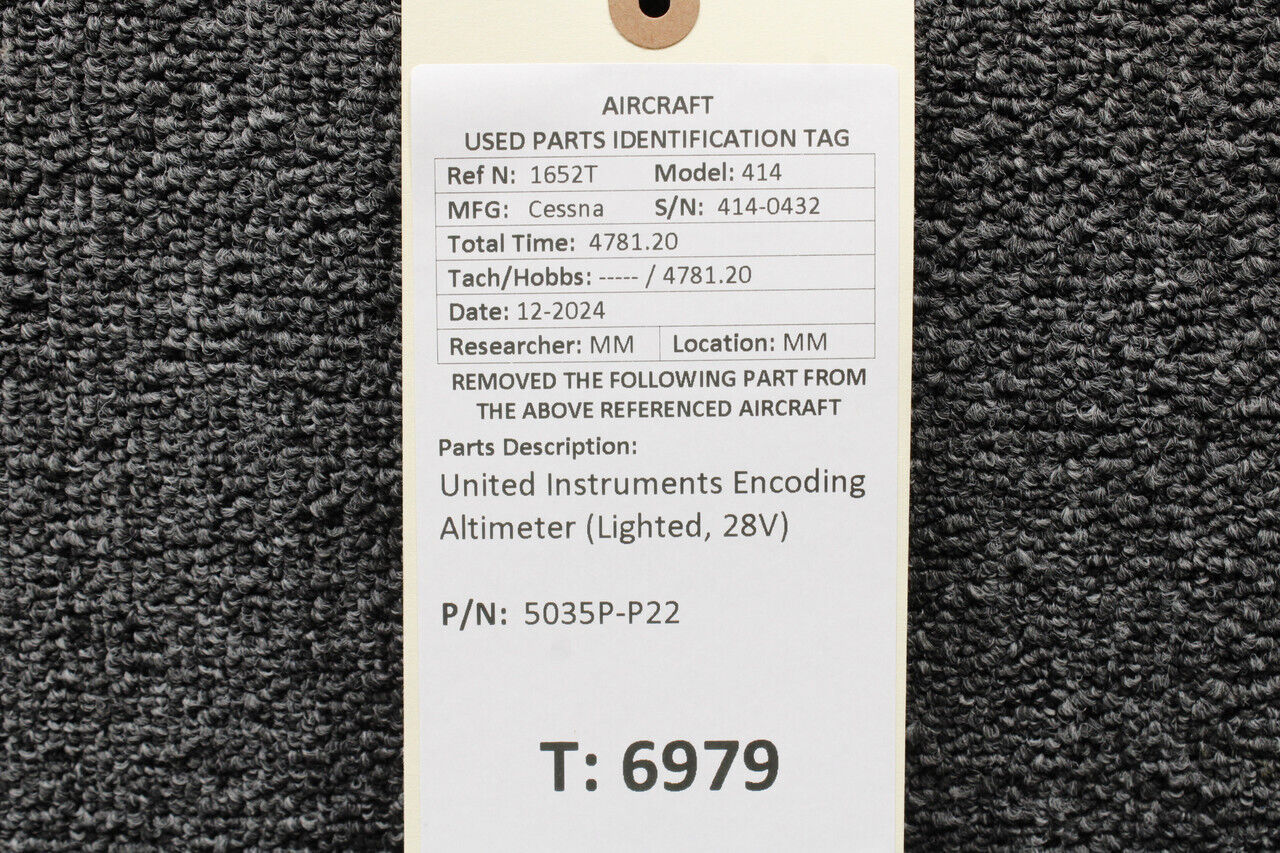 AIRCRAFT
USED PARTS IDENTIFICATION TAG
Ref N: 1652T Model: 414
MFG: Cessna S/N: 414-0432
Total Time: 4781.20
Tach/Hobbs: ----- / 4781.20
Date: 12-2024
Researcher: MM Location: MM
REMOVED THE FOLLOWING PART FROM
THE ABOVE REFERENCED AIRCRAFT
Parts Description:
United Instruments Encoding
Altimeter (Lighted, 28V)
P/N: 5035P-P22
T: 6979